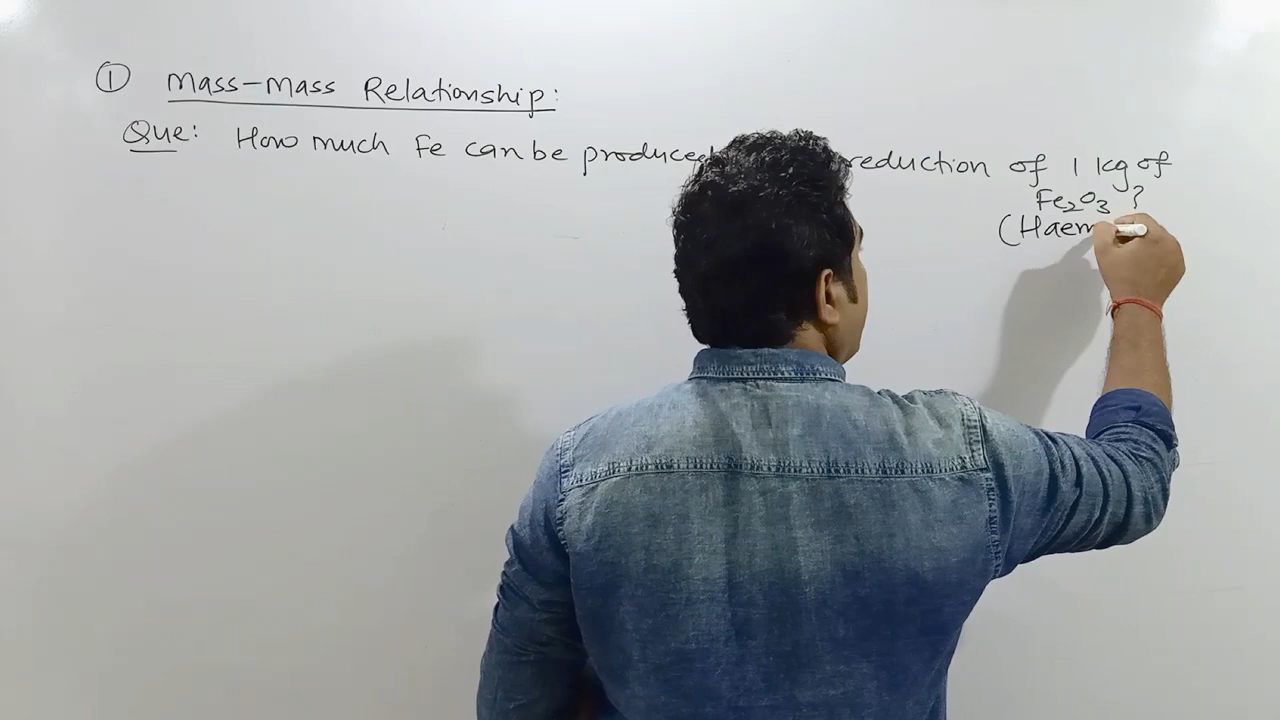 ① Mass-Mass Relationship:
Que: How much Fe can be produced reduction of 1 kg of
Fe2O3 ?
(Haem